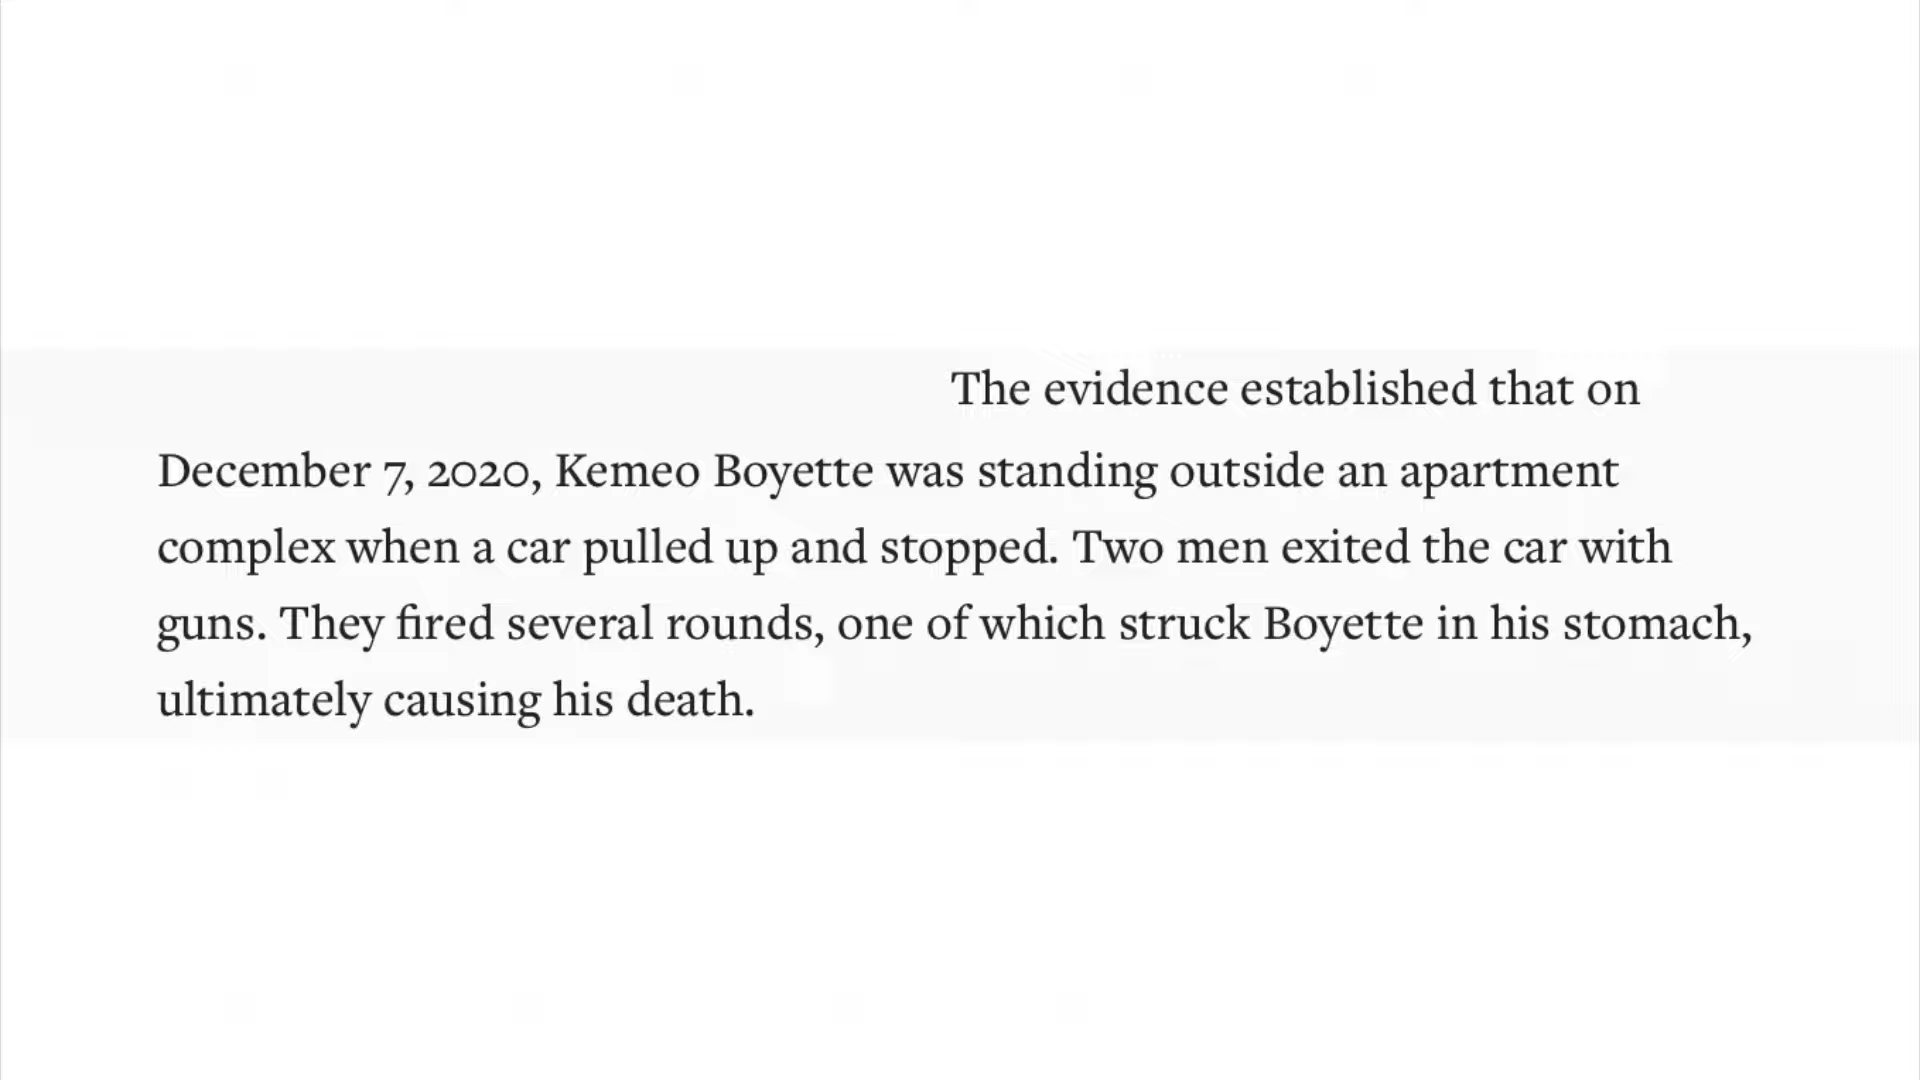 The evidence established that on
December 7, 2020, Kemeo Boyette was standing outside an apartment
complex when a car pulled up and stopped. Two men exited the car with
guns. They fired several rounds, one of which struck Boyette in his stomach,
ultimately causing his death.